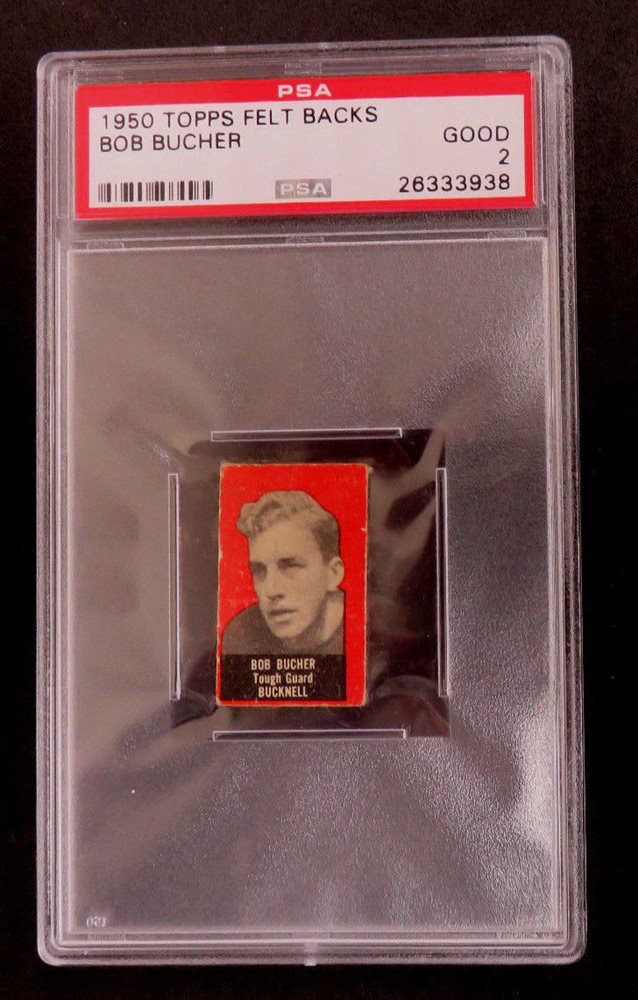 PSA
1950 TOPPS FELT BACKS
BOB BUCHER
GOOD
2
PSA
26333938
BOB BUCHER
Tough Guard
BUCKNELL